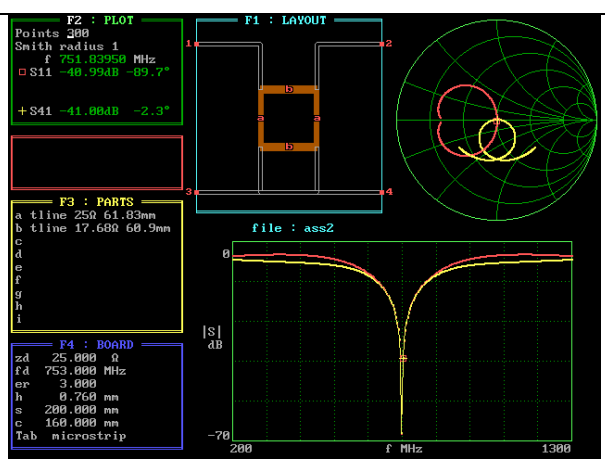 F2 : PLOT
Points 300
Smith radius 1
f 751.83950 MHz
S11 -40.99dB -89.7°
+ S41 -41.00dB -2.3°
F1 : LAYOUT
1
2
b
a
a
b
3
4
F3 : PARTS
a tline 25Ω 61.83mm
b tline 17.68Ω 60.9mm
c
d
e
f
g
h
i
file : ass2
F4 : BOARD
zd 25.000 Ω
fd 753.000 MHz
er 3.000
h 0.760 mm
s 200.000 mm
c 160.000 mm
Tab microstrip
0
|S|
dB
-70
200
f MHz
1300